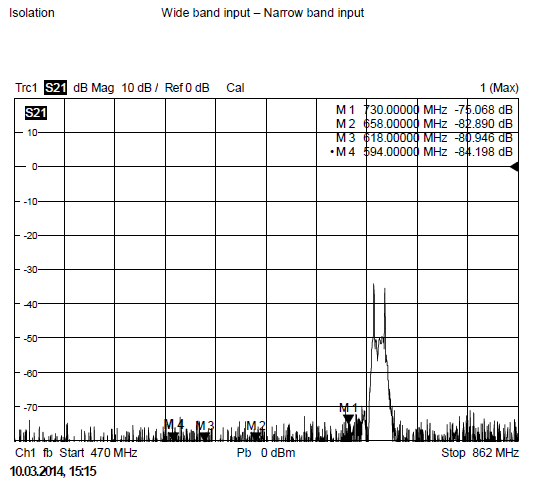 Isolation Wide band input – Narrow band input
Trc1 S21 dB Mag 10 dB / Ref 0 dB Cal 1 (Max)
S21
M 1 730.00000 MHz -75.068 dB
M 2 658.00000 MHz -82.890 dB
M 3 618.00000 MHz -80.946 dB
•M 4 594.00000 MHz -84.198 dB
10
0
-10
-20
-30
-40
-50
-60
-70
M 1
M 4 M 3 M 2
Ch1 fb Start 470 MHz Pb 0 dBm Stop 862 MHz
10.03.2014, 15:15